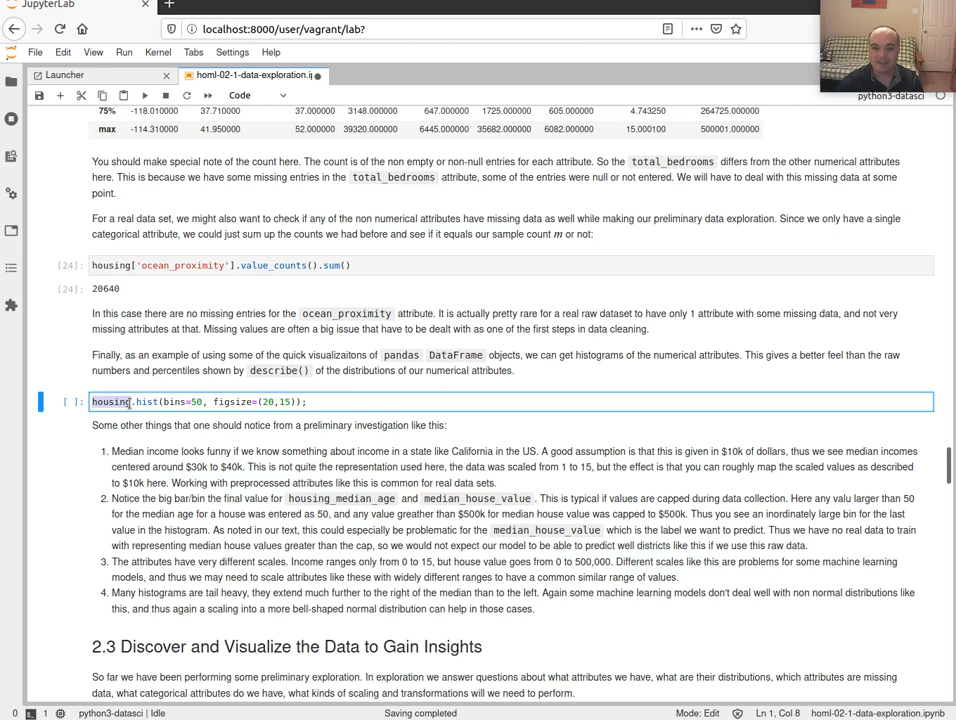 JupyterLab
localhost:8000/user/vagrant/lab?
File Edit View Run Kernel Tabs Settings Help
Launcher
homl-02-1-data-exploration.ip
Code
python3-datasci
75% -118.010000 37.710000 37.000000 3148.000000 647.000000 1725.000000 605.000000 4.743250 264725.000000
max -114.310000 41.950000 52.000000 39320.000000 6445.000000 35682.000000 6082.000000 15.000100 500001.000000
You should make special note of the count here. The count is of the non empty or non-null entries for each attribute. So the total_bedrooms differs from the other numerical attributes
here. This is because we have some missing entries in the total_bedrooms attribute, some of the entries were null or not entered. We will have to deal with this missing data at some
point.
For a real data set, we might also want to check if any of the non numerical attributes have missing data as well while making our preliminary data exploration. Since we only have a single
categorical attribute, we could just sum up the counts we had before and see if it equals our sample count m or not:
[24]: housing['ocean_proximity'].value_counts().sum()
[24]: 20640
In this case there are no missing entries for the ocean_proximity attribute. It is actually pretty rare for a real raw dataset to have only 1 attribute with some missing data, and not very
missing attributes at that. Missing values are often a big issue that have to be dealt with as one of the first steps in data cleaning.
Finally, as an example of using some of the quick visualizaitons of pandas DataFrame objects, we can get histograms of the numerical attributes. This gives a better feel than the raw
numbers and percentiles shown by describe() of the distributions of our numerical attributes.
[ ]: housing.hist(bins=50, figsize=(20,15));
Some other things that one should notice from a preliminary investigation like this:
1. Median income looks funny if we know something about income in a state like California in the US. A good assumption is that this is given in $10k of dollars, thus we see median incomes
centered around $30k to $40k. This is not quite the representation used here, the data was scaled from 1 to 15, but the effect is that you can roughly map the scaled values as described
to $10k here. Working with preprocessed attributes like this is common for real data sets.
2. Notice the big bar/bin the final value for housing_median_age and median_house_value . This is typical if values are capped during data collection. Here any valu larger than 50
for the median age for a house was entered as 50, and any value greather than $500k for median house value was capped to $500k. Thus you see an inordinately large bin for the last
value in the histogram. As noted in our text, this could especially be problematic for the median_house_value which is the label we want to predict. Thus we have no real data to train
with representing median house values greater than the cap, so we would not expect our model to be able to predict well districts like this if we use this raw data.
3. The attributes have very different scales. Income ranges only from 0 to 15, but house value goes from 0 to 500,000. Different scales like this are problems for some machine learning
models, and thus we may need to scale attributes like these with widely different ranges to have a common similar range of values.
4. Many histograms are tail heavy, they extend much further to the right of the median than to the left. Again some machine learning models don't deal well with non normal distributions like
this, and thus again a scaling into a more bell-shaped normal distribution can help in those cases.
2.3 Discover and Visualize the Data to Gain Insights
So far we have been performing some preliminary exploration. In exploration we answer questions about what attributes we have, what are their distributions, which attributes are missing
data, what categorical attributes do we have, what kinds of scaling and transformations will we need to perform.
0 1 python3-datasci | Idle Saving completed Mode: Edit Ln 1, Col 8 homl-02-1-data-exploration.ipynb